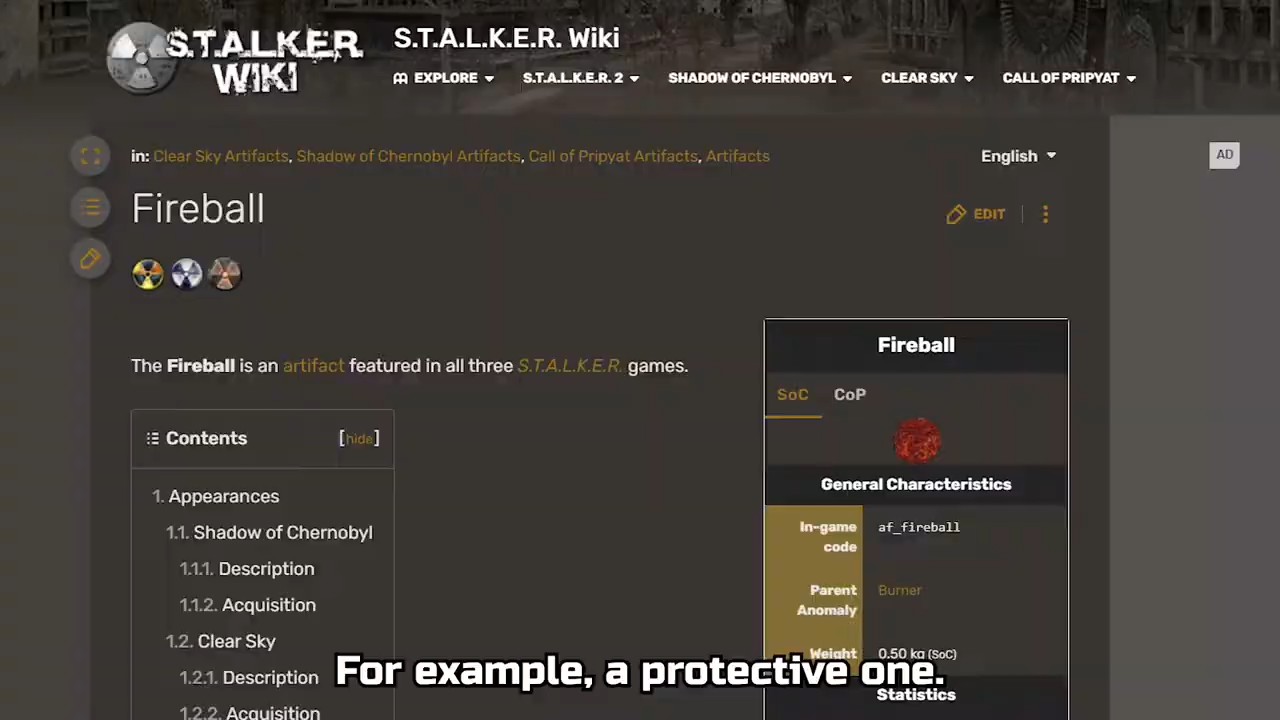 S.T.A.L.K.E.R.
WIKI
S.T.A.L.K.E.R. Wiki
EXPLORE
S.T.A.L.K.E.R. 2
SHADOW OF CHERNOBYL
CLEAR SKY
CALL OF PRIPYAT
in: Clear Sky Artifacts, Shadow of Chernobyl Artifacts, Call of Pripyat Artifacts, Artifacts
English
AD
Fireball
EDIT
The Fireball is an artifact featured in all three S.T.A.L.K.E.R. games.
Contents [hide]
1. Appearances
1.1. Shadow of Chernobyl
1.1.1. Description
1.1.2. Acquisition
1.2. Clear Sky
1.2.1. Description
1.2.2. Acquisition
Fireball
SoC CoP
General Characteristics
In-game code af_fireball
Parent Anomaly Burner
Weight 0.50 kg (SoC)
Statistics
For example, a protective one.